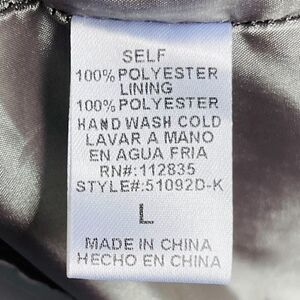 SELF
100% POLYESTER
LINING
100% POLYESTER
HAND WASH COLD
LAVAR A MANO
EN AGUA FRIA
RN#:112835
STYLE#:51092D-K
L
MADE IN CHINA
HECHO EN CHINA